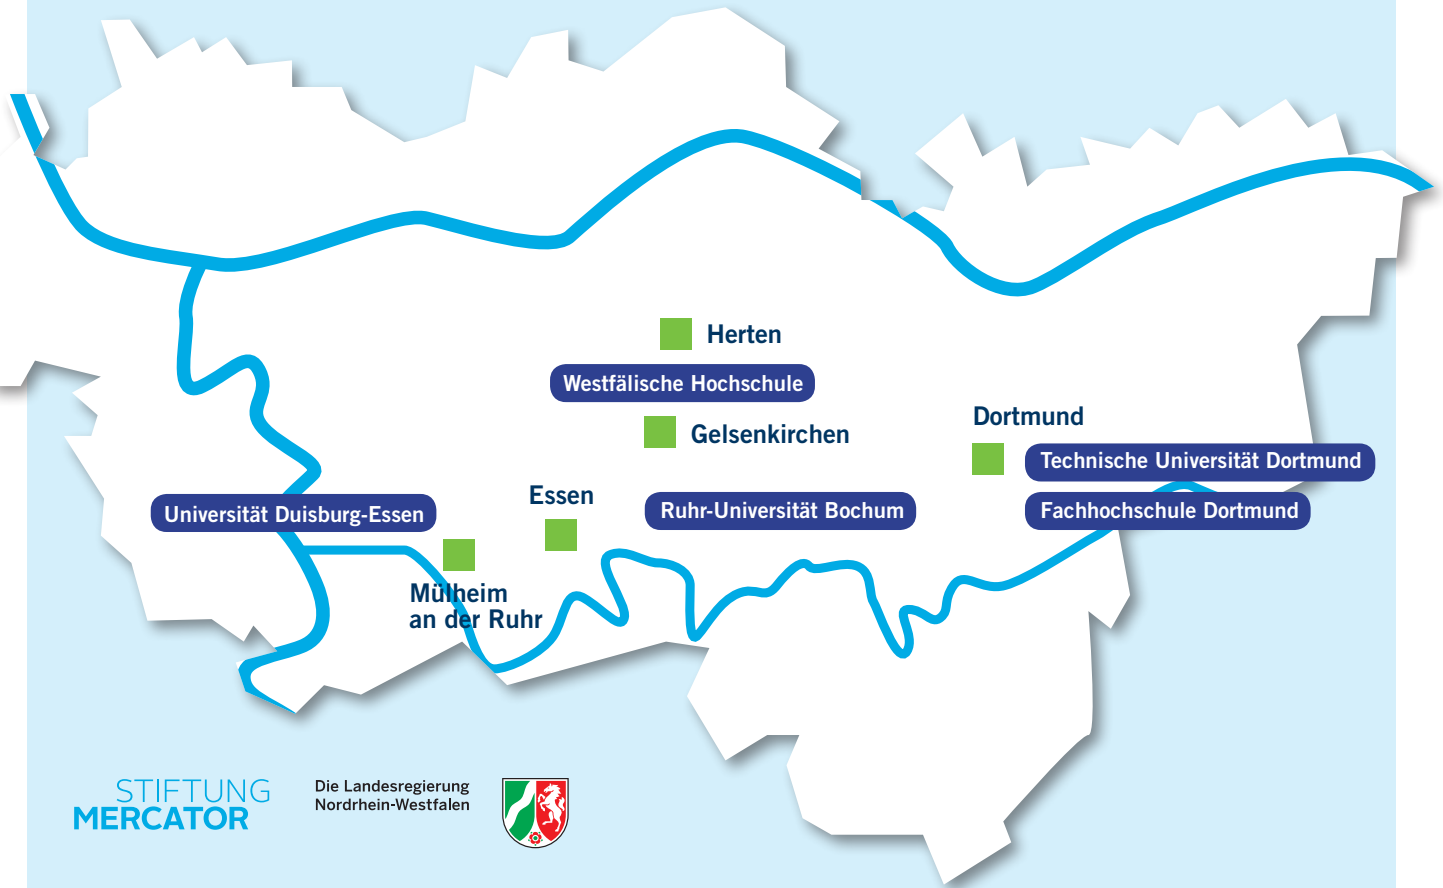 Herten
Westfälische Hochschule
Gelsenkirchen
Dortmund
Technische Universität Dortmund
Fachhochschule Dortmund
Essen
Ruhr-Universität Bochum
Universität Duisburg-Essen
Mülheim
an der Ruhr
STIFTUNG
MERCATOR
Die Landesregierung
Nordrhein-Westfalen